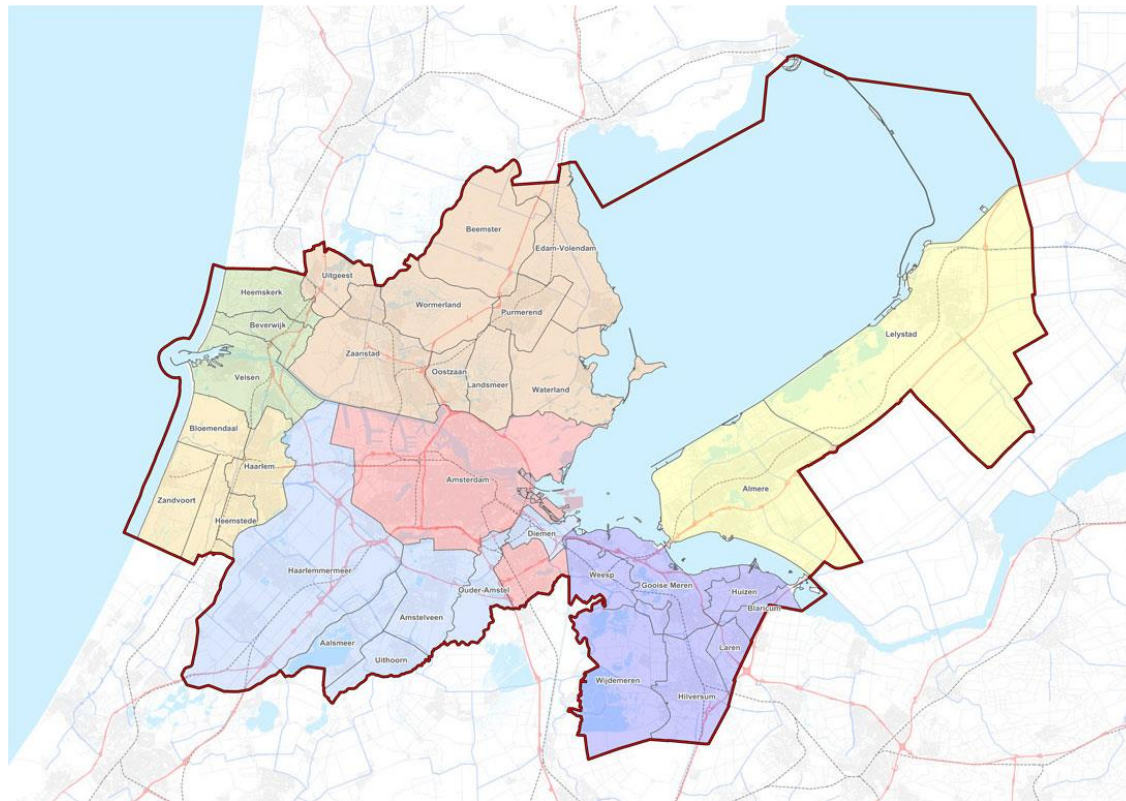 Beemster
Edam-Volendam
Uitgeest
Heemskerk
Wormerland
Purmerend
Beverwijk
Lelystad
Zaanstad
Oostzaan
Velsen
Landsmeer
Waterland
Bloemendaal
Haarlem
Amsterdam
Almere
Zandvoort
Heemstede
Diemen
Haarlemmermeer
Weesp
Gooise Meren
Ouder-Amstel
Huizen
Blaricum
Amstelveen
Aalsmeer
Laren
Uithoorn
Wijdemeren
Hilversum